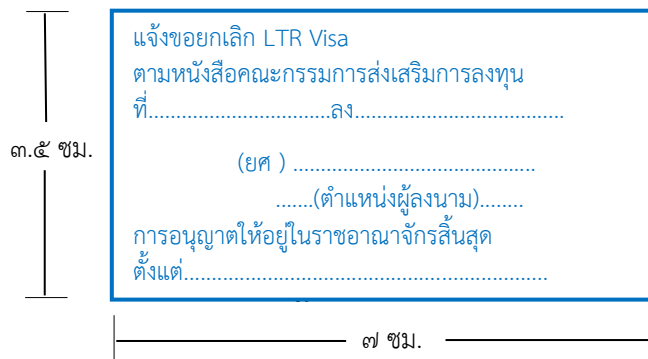 แจ้งขอยกเลิก LTR Visa
ตามหนังสือคณะกรรมการส่งเสริมการลงทุน
ที่................................ลง.....................................
๓.๕ ซม.
(ยศ ) ...........................................
.......(ตำแหน่งผู้ลงนาม)........
การอนุญาตให้อยู่ในราชอาณาจักรสิ้นสุด
ตั้งแต่................................................................
๗ ซม.